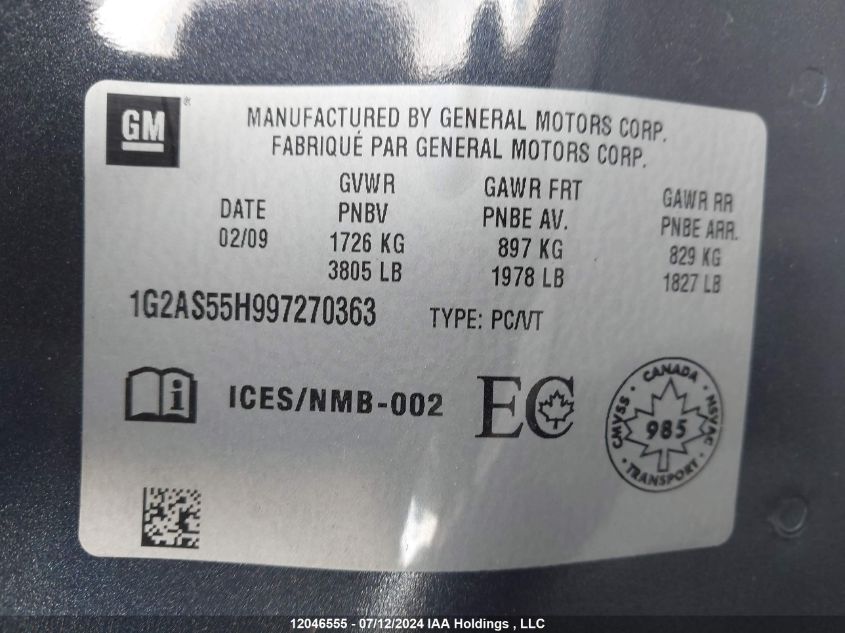 GM ®
MANUFACTURED BY GENERAL MOTORS CORP.
FABRIQUÉ PAR GENERAL MOTORS CORP.
DATE GVWR GAWR FRT GAWR RR
PNBV PNBE AV. PNBE ARR.
02/09 1726 KG 897 KG 829 KG
3805 LB 1978 LB 1827 LB
1G2AS55H997270363 TYPE: PC/VT
i ICES/NMB-002 EC
CANADA
CMVSS 985 NSVAC
TRANSPORT
12046555 - 07/12/2024 IAA Holdings , LLC